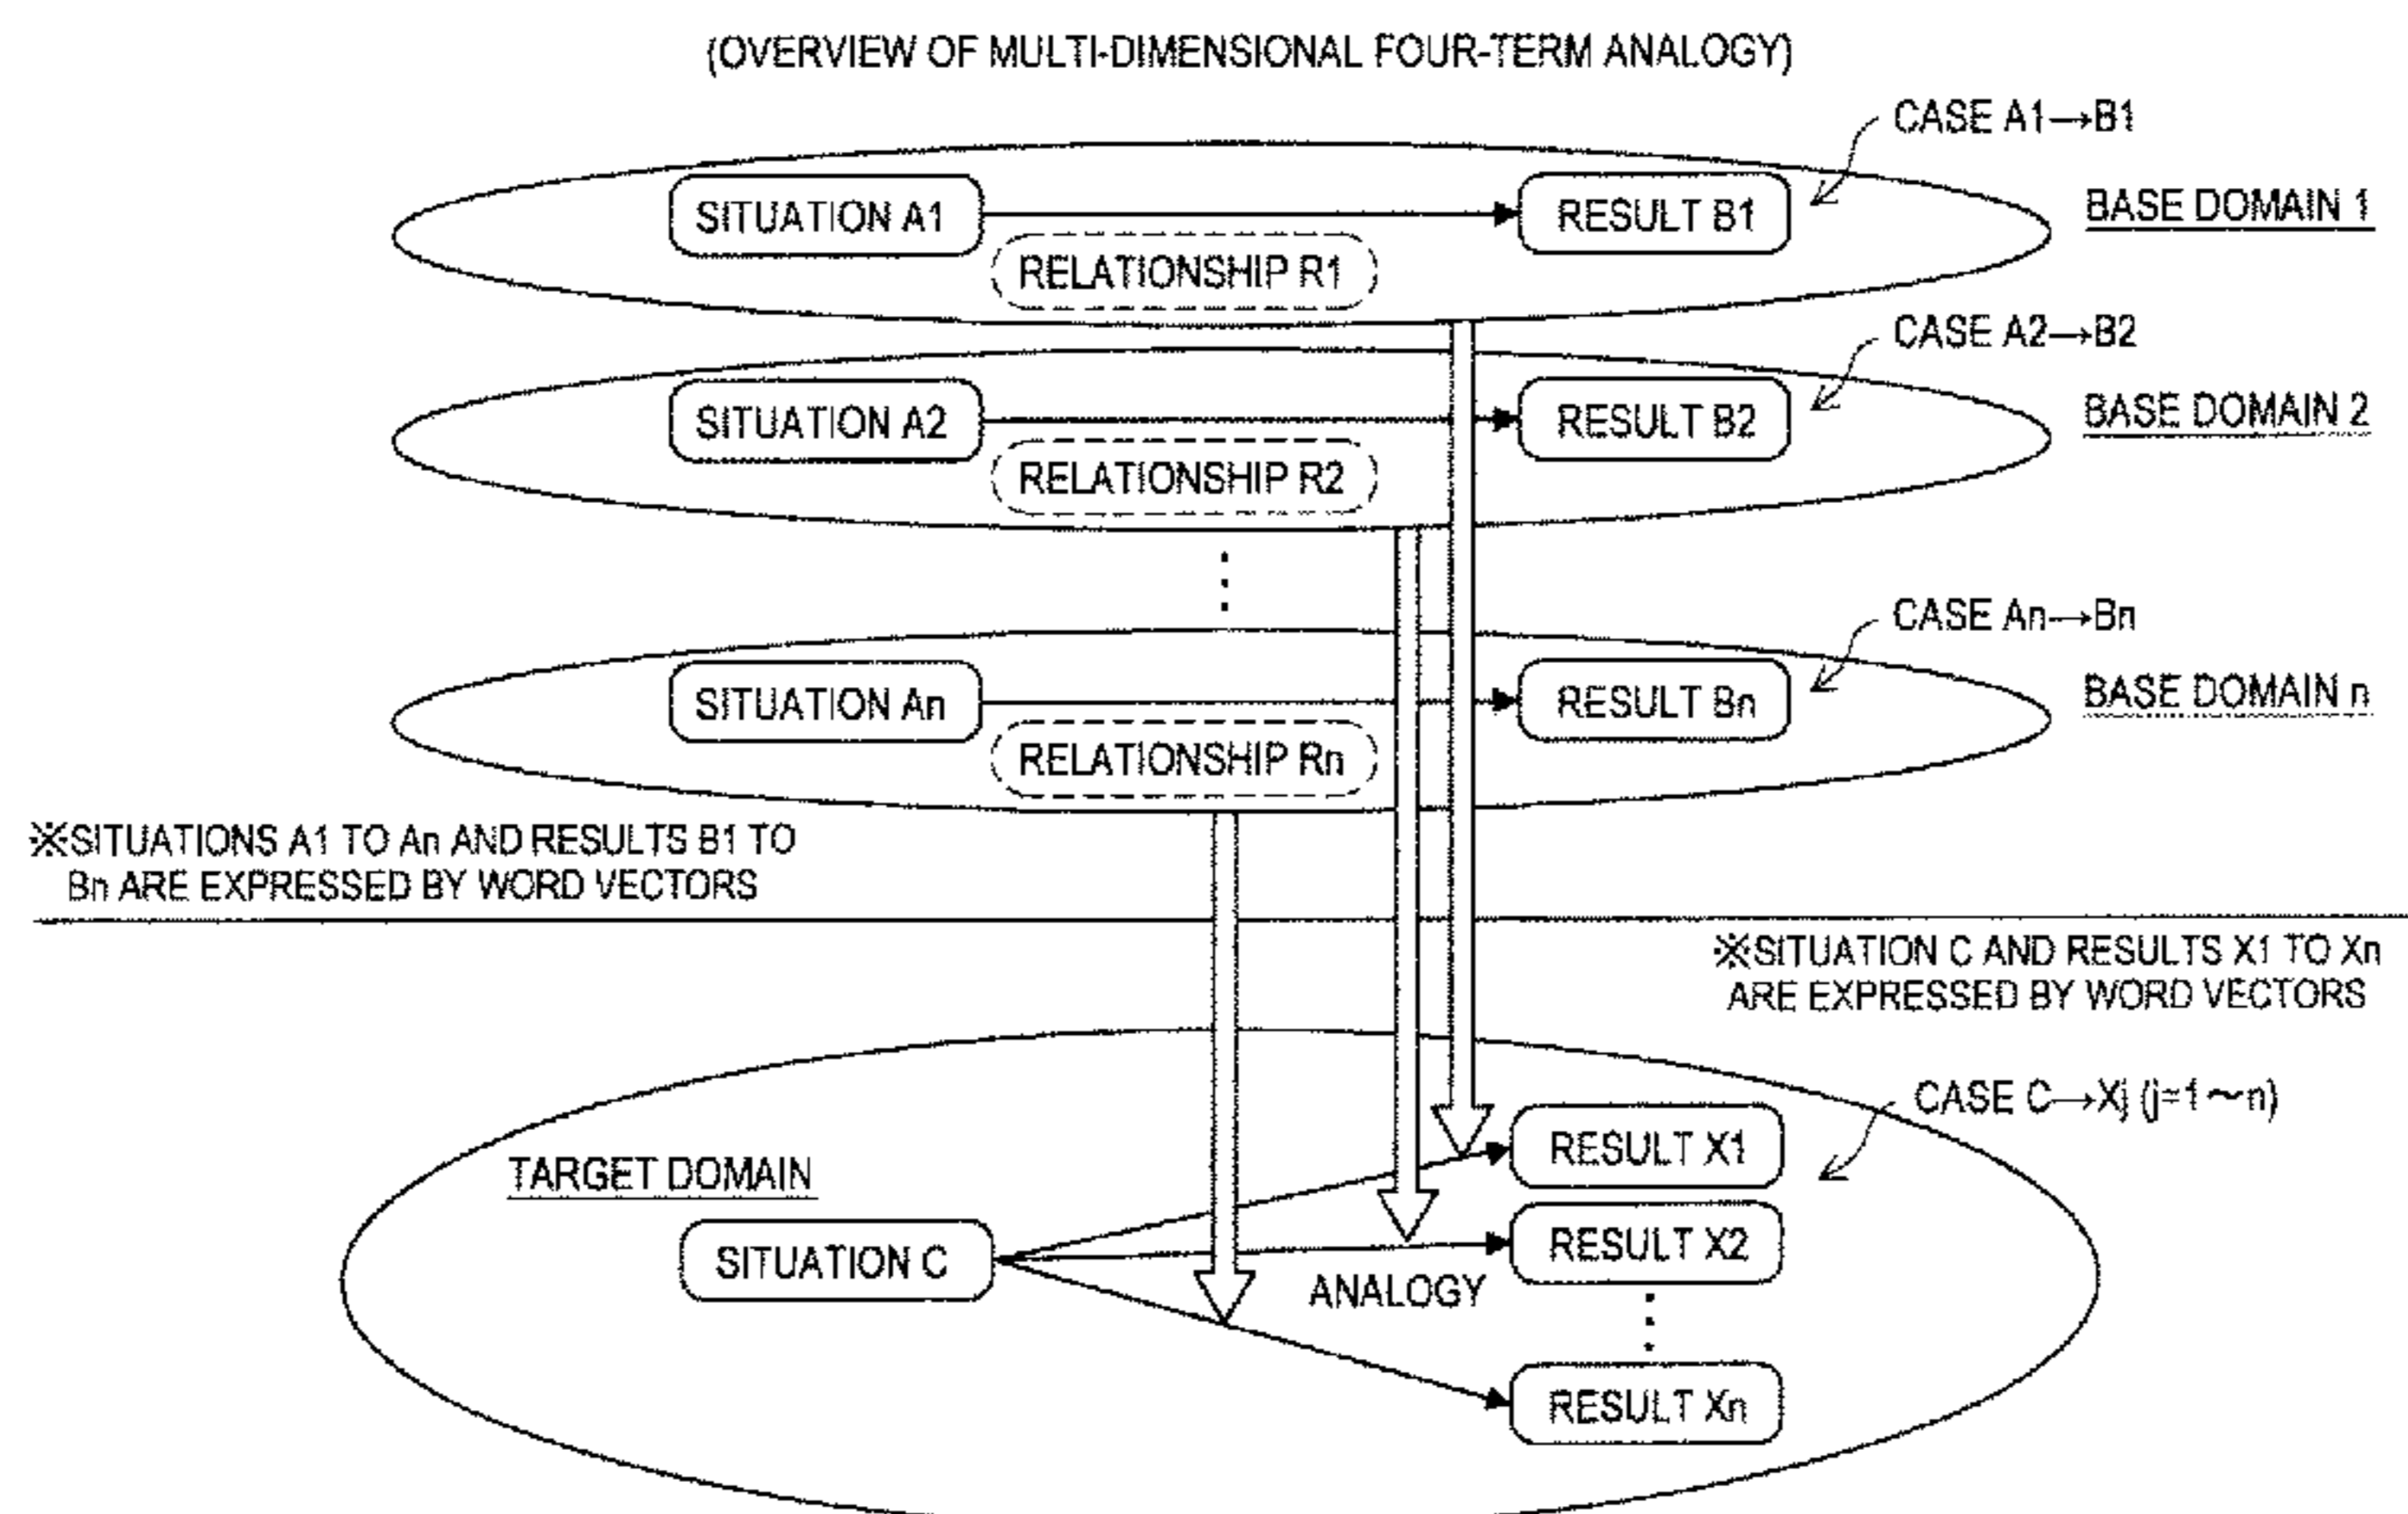 (OVERVIEW OF MULTI-DIMENSIONAL FOUR-TERM ANALOGY)
CASE A1→B1
SITUATION A1
RESULT B1
BASE DOMAIN 1
RELATIONSHIP R1
CASE A2→B2
SITUATION A2
RESULT B2
BASE DOMAIN 2
RELATIONSHIP R2
CASE An→Bn
SITUATION An
RESULT Bn
BASE DOMAIN n
RELATIONSHIP Rn
※SITUATIONS A1 TO An AND RESULTS B1 TO
Bn ARE EXPRESSED BY WORD VECTORS
※SITUATION C AND RESULTS X1 TO Xn
ARE EXPRESSED BY WORD VECTORS
CASE C→Xj (j=1～n)
TARGET DOMAIN
RESULT X1
SITUATION C
RESULT X2
ANALOGY
RESULT Xn